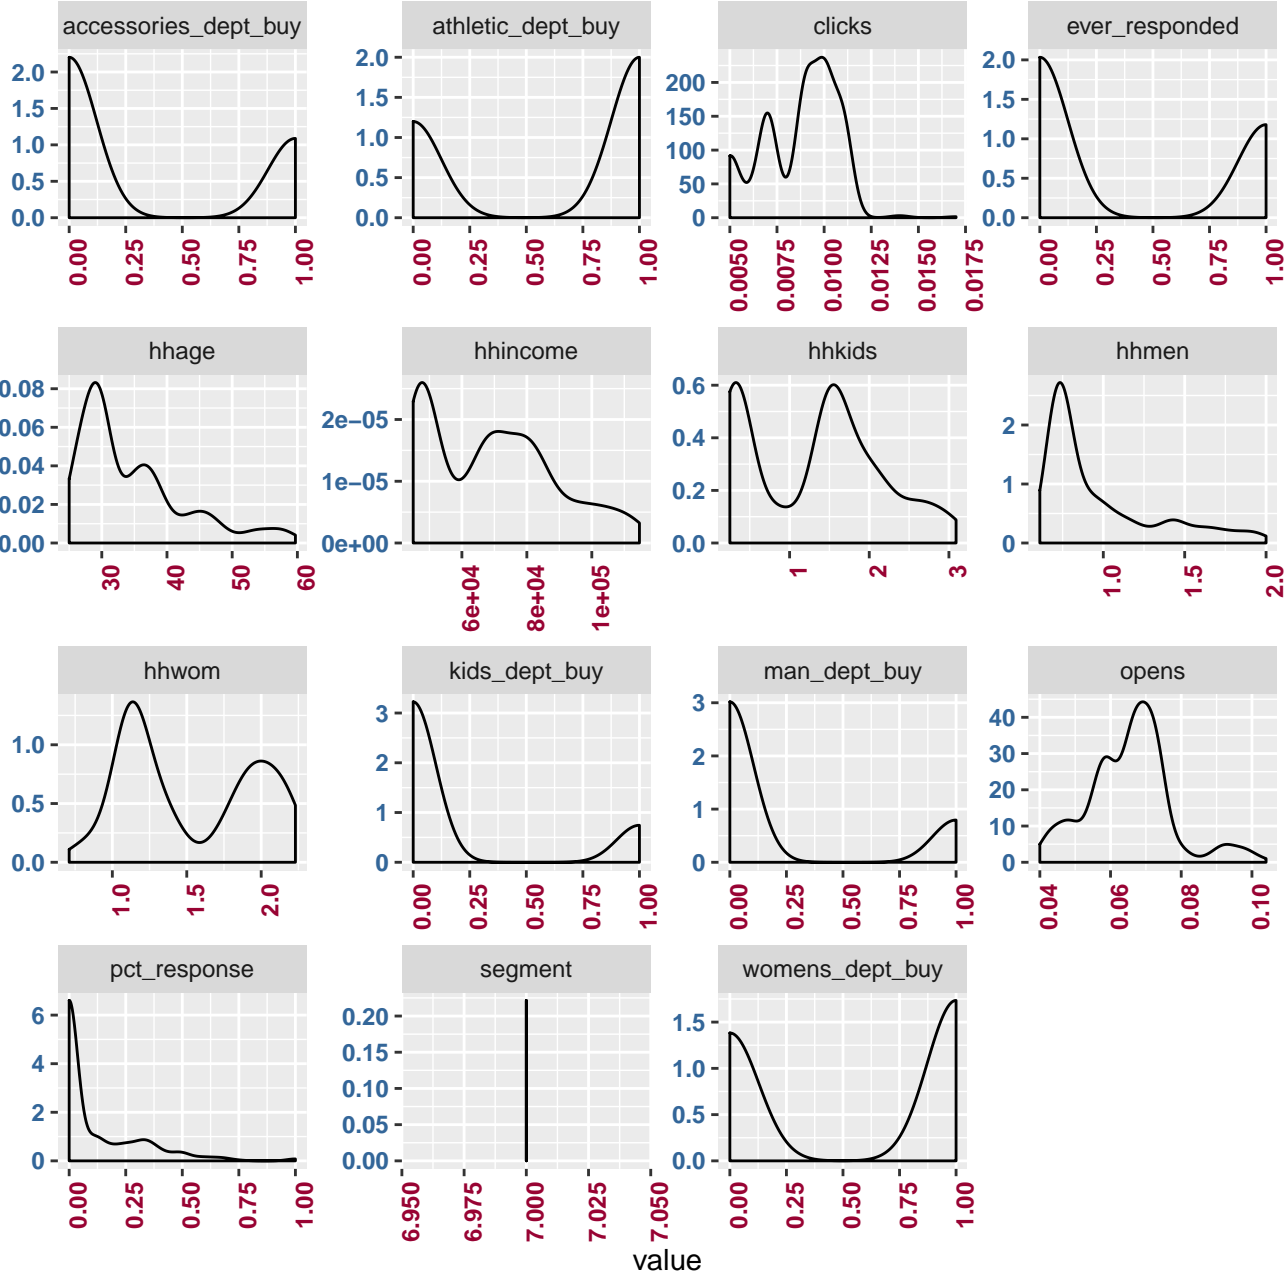 accessories_dept_buy athletic_dept_buy clicks ever_responded
2.0 1.5 1.0 0.5 0.0
2.0 1.5 1.0 0.5 0.0
200 150 100 50 0
2.0 1.5 1.0 0.5 0.0
0.00 0.25 0.50 0.75 1.00
0.00 0.25 0.50 0.75 1.00
0.0050 0.0075 0.0100 0.0125 0.0150 0.0175
0.00 0.25 0.50 0.75 1.00
hhage hhincome hhkids hhmen
0.08 0.06 0.04 0.02 0.00
2e−05 1e−05 0e+00
0.6 0.4 0.2 0.0
2 1 0
30 40 50 60
6e+04 8e+04 1e+05
1 2 3
1.0 1.5 2.0
hhwom kids_dept_buy man_dept_buy opens
1.0 0.5 0.0
3 2 1 0
3 2 1 0
40 30 20 10 0
1.0 1.5 2.0
0.00 0.25 0.50 0.75 1.00
0.00 0.25 0.50 0.75 1.00
0.04 0.06 0.08 0.10
pct_response segment womens_dept_buy
6 4 2 0
0.20 0.15 0.10 0.05 0.00
1.5 1.0 0.5 0.0
0.00 0.25 0.50 0.75 1.00
6.950 6.975 7.000 7.025 7.050
0.00 0.25 0.50 0.75 1.00
value